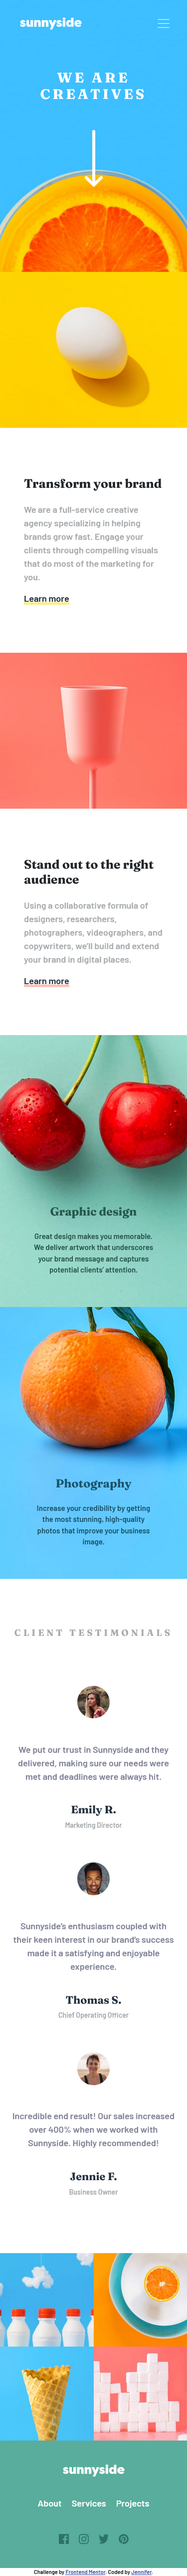 sunnyside
WE ARE
CREATIVES
Transform your brand
We are a full-service creative
agency specializing in helping
brands grow fast. Engage your
clients through compelling visuals
that do most of the marketing for
you.
Learn more
Stand out to the right
audience
Using a collaborative formula of
designers, researchers,
photographers, videographers, and
copywriters, we'll build and extend
your brand in digital places.
Learn more
Graphic design
Great design makes you memorable.
We deliver artwork that underscores
your brand message and captures
potential clients' attention.
Photography
Increase your credibility by getting
the most stunning, high-quality
photos that improve your business
image.
CLIENT TESTIMONIALS
We put our trust in Sunnyside and they
delivered, making sure our needs were
met and deadlines were always hit.
Emily R.
Marketing Director
Sunnyside's enthusiasm coupled with
their keen interest in our brand's success
made it a satisfying and enjoyable
experience.
Thomas S.
Chief Operating Officer
Incredible end result! Our sales increased
over 400% when we worked with
Sunnyside. Highly recommended!
Jennie F.
Business Owner
sunnyside
About Services Projects
Challenge by Frontend Mentor. Coded by Jennifer.